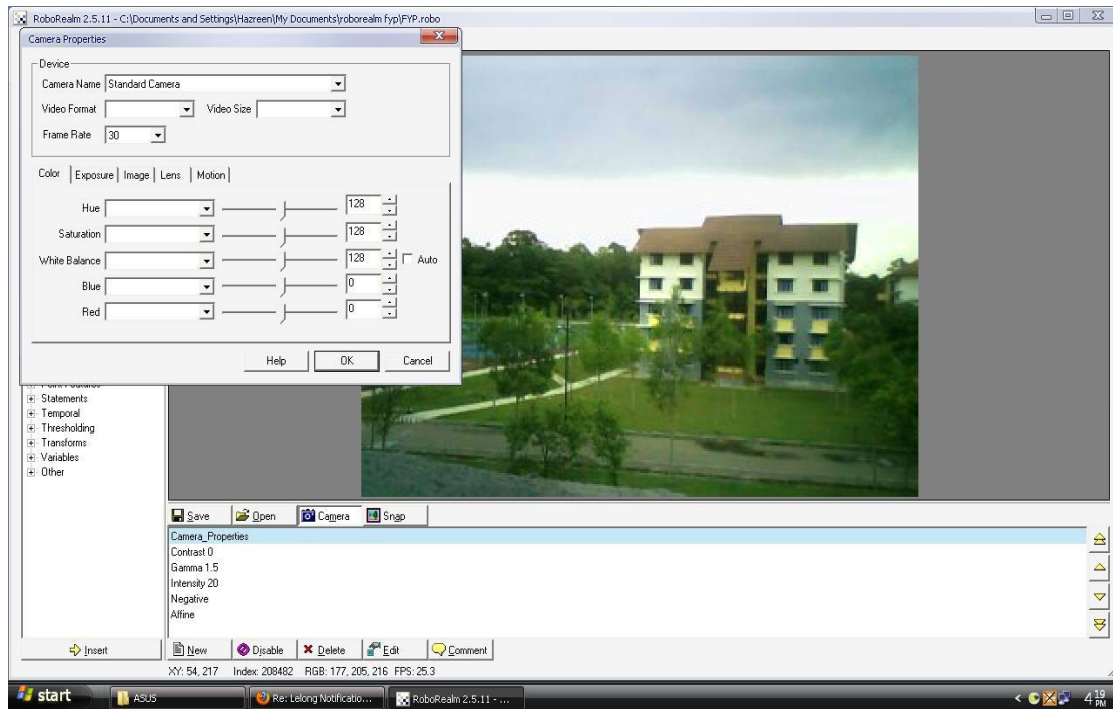 RoboRealm 2.5.11 - C:\Documents and Settings\Hazreen\My Documents\roborealm fyp\FYP.robo
Camera Properties
Device
Camera Name Standard Camera
Video Format Video Size
Frame Rate 30
Color Exposure Image Lens Motion
Hue 128
Saturation 128
White Balance 128 Auto
Blue 0
Red 0
Help OK Cancel
Statements
Temporal
Thresholding
Transforms
Variables
Other
Save Open Camera Snap
Camera_Properties
Contrast 0
Gamma 1.5
Intensity 20
Negative
Affine
Insert New Disable Delete Edit Comment
XY: 54, 217 Index: 208482 RGB: 177, 205, 216 FPS: 25.3
start ASUS Re: Lelong Notificatio... RoboRealm 2.5.11 - ... 4 19 PM